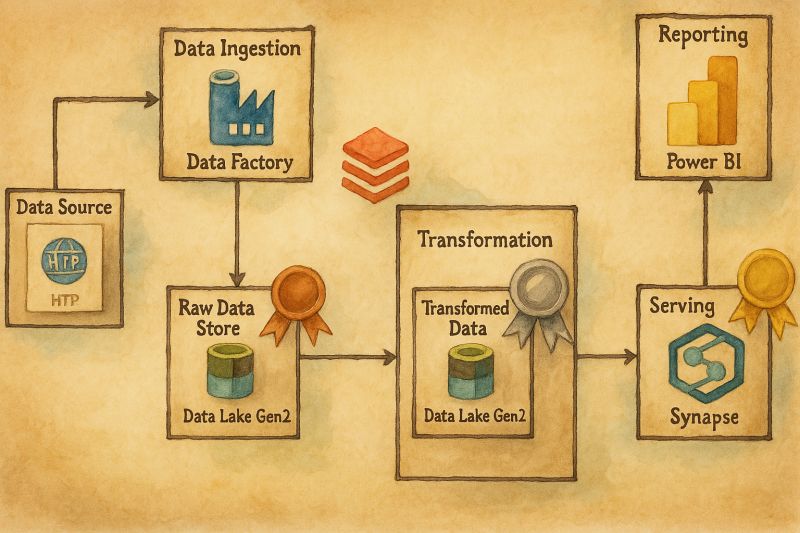 Data Ingestion
Data Factory
Reporting
Power BI
Data Source
HTP
HTP
Transformation
Raw Data
Store
Data Lake Gen2
Transformed
Data
Data Lake Gen2
Serving
Synapse